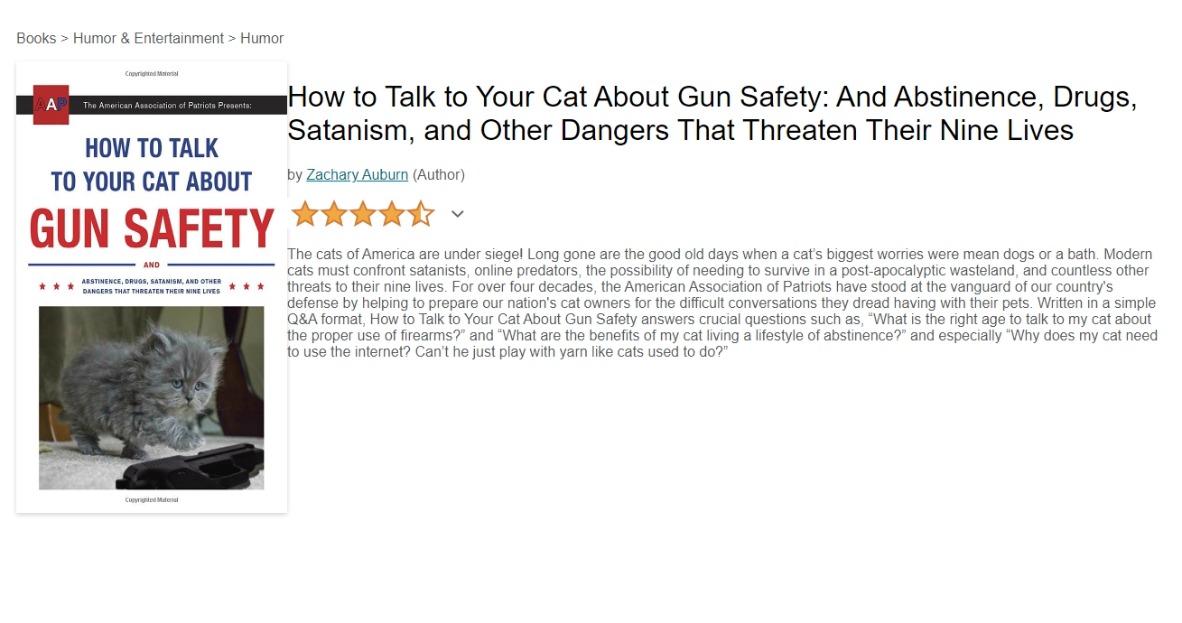 Books > Humor & Entertainment > Humor
Copyrighted Material
AAP
The American Association of Patriots Presents:
HOW TO TALK
TO YOUR CAT ABOUT
GUN SAFETY
AND
ABSTINENCE, DRUGS, SATANISM, AND OTHER
DANGERS THAT THREATEN THEIR NINE LIVES
Copyrighted Material
How to Talk to Your Cat About Gun Safety: And Abstinence, Drugs,
Satanism, and Other Dangers That Threaten Their Nine Lives
by Zachary Auburn (Author)
The cats of America are under siege! Long gone are the good old days when a cat's biggest worries were mean dogs or a bath. Modern
cats must confront satanists, online predators, the possibility of needing to survive in a post-apocalyptic wasteland, and countless other
threats to their nine lives. For over four decades, the American Association of Patriots have stood at the vanguard of our country's
defense by helping to prepare our nation's cat owners for the difficult conversations they dread having with their pets. Written in a simple
Q&A format, How to Talk to Your Cat About Gun Safety answers crucial questions such as, “What is the right age to talk to my cat about
the proper use of firearms?” and “What are the benefits of my cat living a lifestyle of abstinence?” and especially “Why does my cat need
to use the internet? Can’t he just play with yarn like cats used to do?”